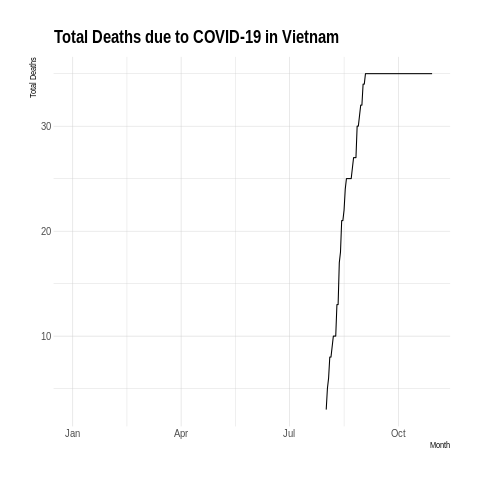 Total Deaths due to COVID-19 in Vietnam
Total Deaths
30
20
10
Jan Apr Jul Oct
Month